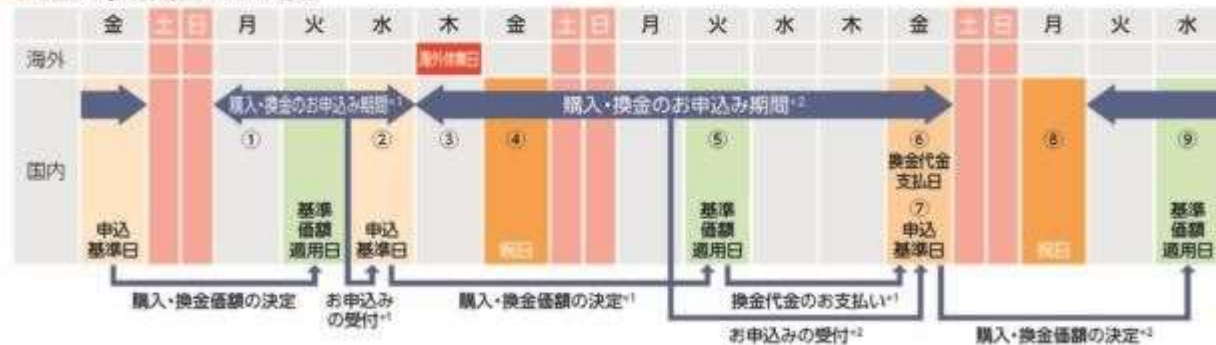 金 土 日 月 火 水 木 金 土 日 月 火 水 木 金 土 日 月 火 水
海外 海外休業日
購入・換金のお申込み期間*1 購入・換金のお申込み期間*2
① ② ③ ④ ⑤ ⑥ ⑧ ⑨
国内
換金代金
支払日
⑦
申込
基準日
基準
価額
適用日
申込
基準日
祝日
基準
価額
適用日
申込
基準日
祝日
基準
価額
適用日
購入・換金価額の決定
お申込み
の受付*1
購入・換金価額の決定*1
換金代金のお支払い*1
お申込みの受付*2
購入・換金価額の決定*2